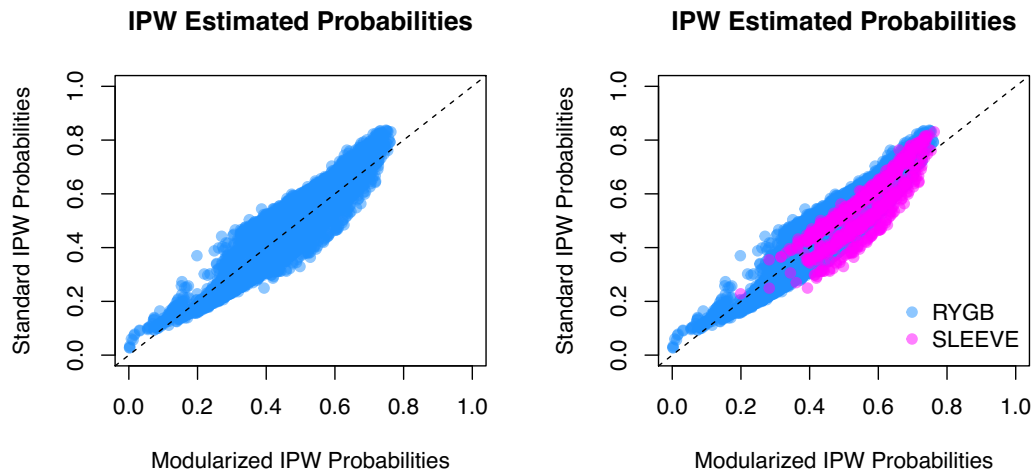 IPW Estimated Probabilities
Standard IPW Probabilities
1.0
0.8
0.6
0.4
0.2
0.0
0.0 0.2 0.4 0.6 0.8 1.0
Modularized IPW Probabilities
IPW Estimated Probabilities
Standard IPW Probabilities
1.0
0.8
0.6
0.4
0.2
0.0
RYGB
SLEEVE
0.0 0.2 0.4 0.6 0.8 1.0
Modularized IPW Probabilities